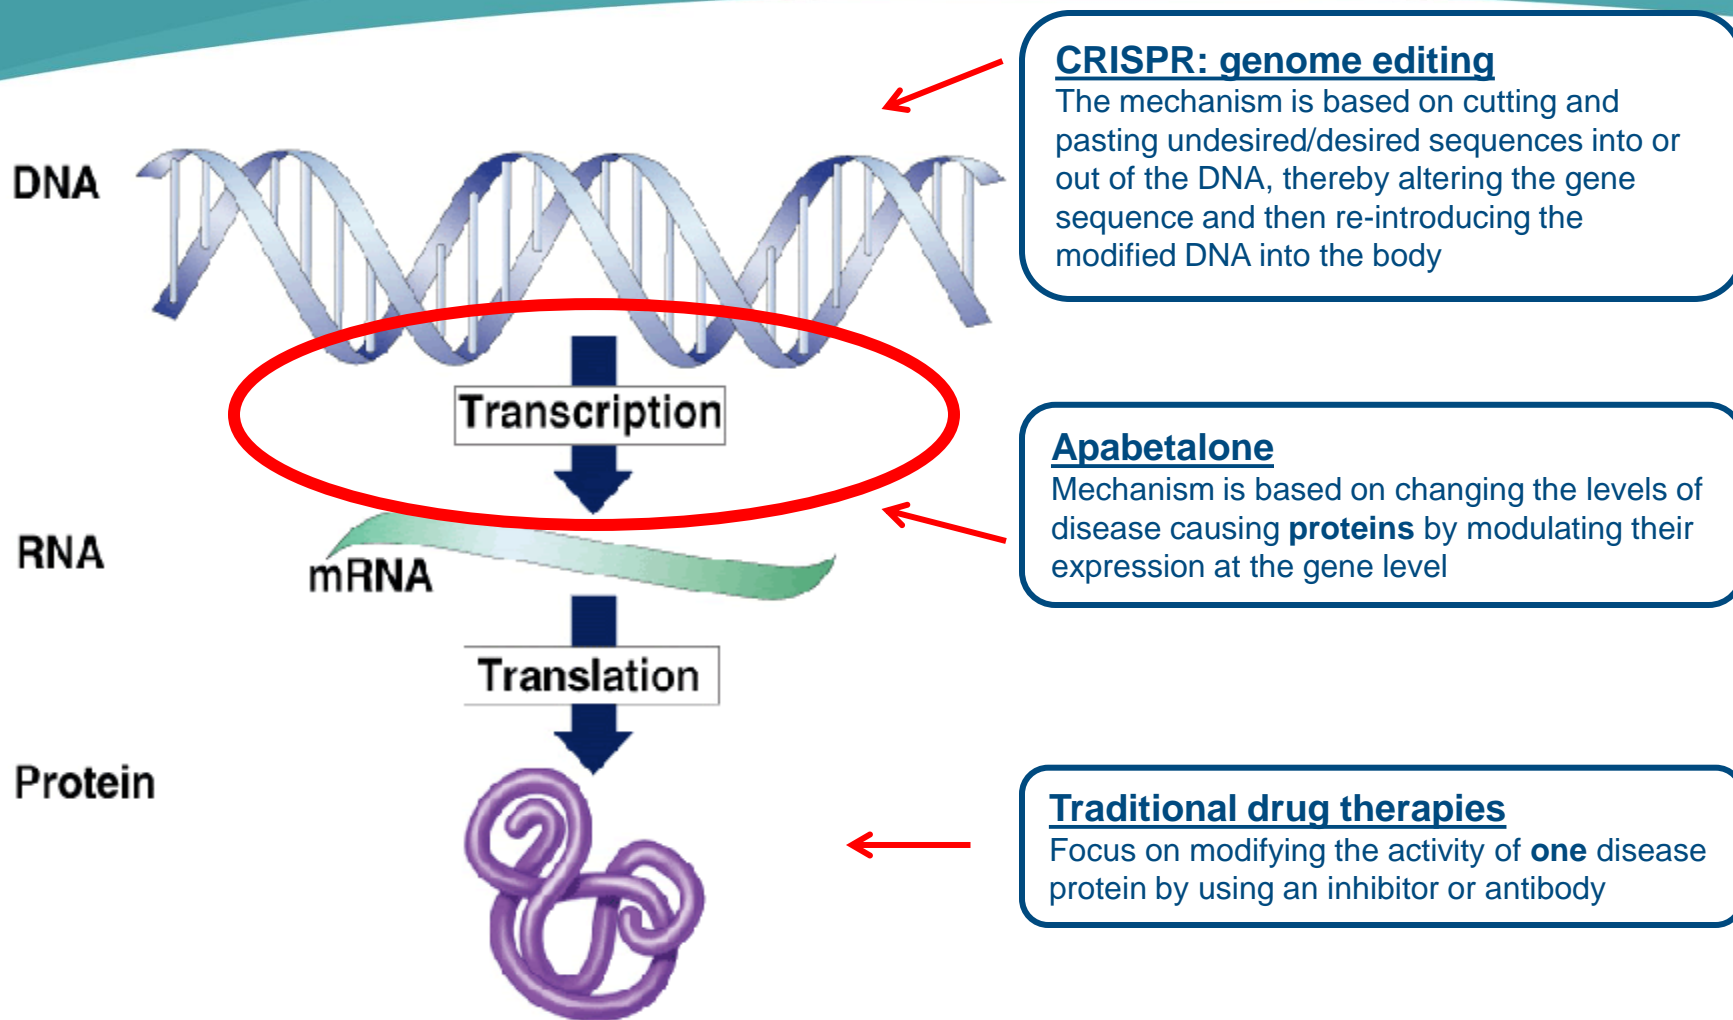 CRISPR: genome editing
The mechanism is based on cutting and
pasting undesired/desired sequences into or
out of the DNA, thereby altering the gene
sequence and then re-introducing the
modified DNA into the body
DNA
Transcription
Apabetalone
Mechanism is based on changing the levels of
disease causing proteins by modulating their
expression at the gene level
RNA
mRNA
Translation
Protein
Traditional drug therapies
Focus on modifying the activity of one disease
protein by using an inhibitor or antibody